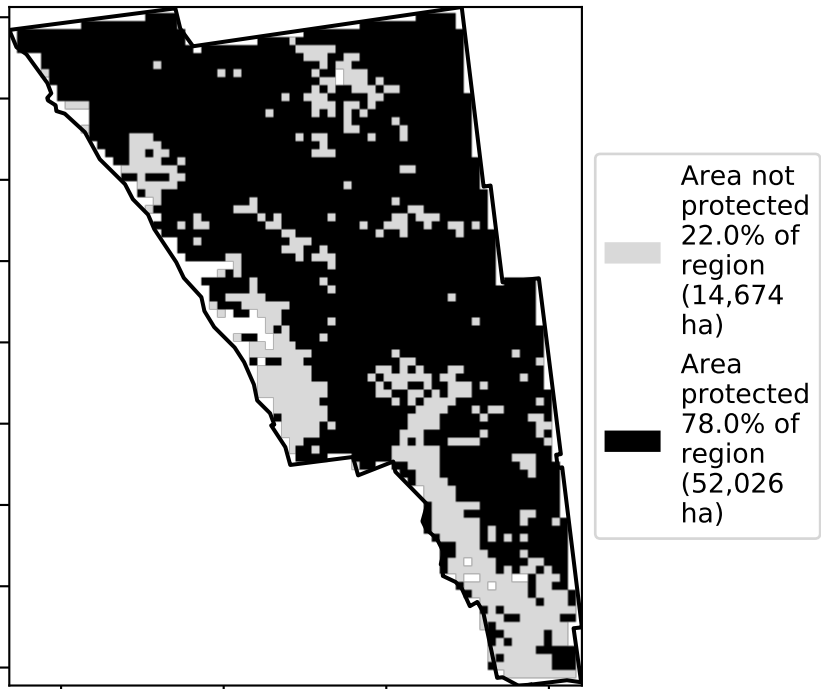 Area not
protected
22.0% of
region
(14,674
ha)
Area
protected
78.0% of
region
(52,026
ha)